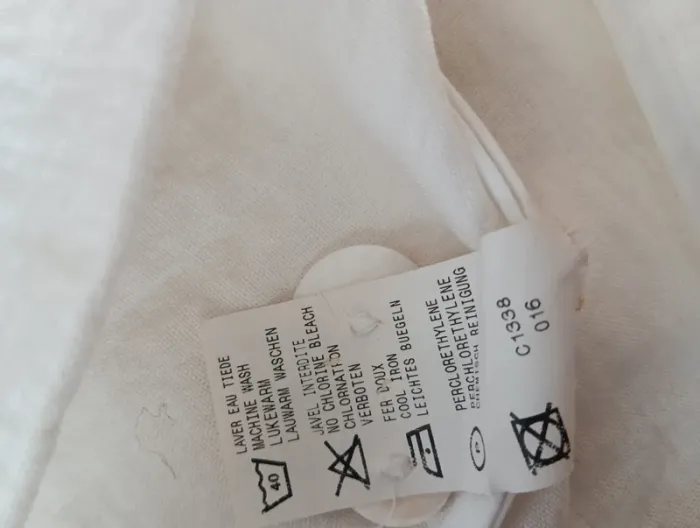 LAVER EAU TIEDE
MACHINE WASH
LUKEWARM
LAUWARM WASCHEN
40
JAVEL INTERDITE
NO CHLORINE BLEACH
CHLORNATION
VERBOTEN
FER DOUX
COOL IRON
LEICHTES BUEGELN
PERCLORETHYLENE
PERCHLORETHYLENE
CHEMISCH REINIGUNG
C1338
016